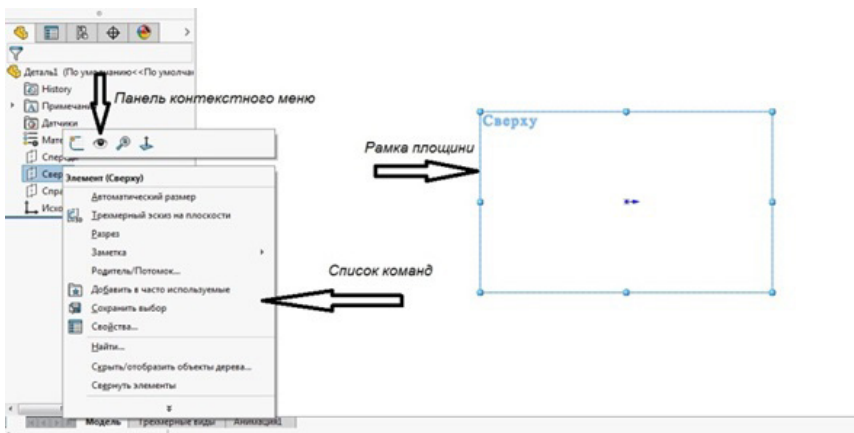 Деталь1 (По умолчанию<<По умолчан
History
Панель контекстного меню
Примечан
Датчики
Мате
Спереди
Сверху
Рамка площини
Свер
Элемент (Сверху)
Спра
Автоматический размер
Исхо
Трехмерный эскиз на плоскости
Разрез
Заметка
Родитель/Потомок...
Список команд
Добавить в часто используемые
Сохранить выбор
Свойства...
Найти...
Скрыть/отобразить объекты дерева...
Свернуть элементы
Модель Трехмерные виды Анимация1